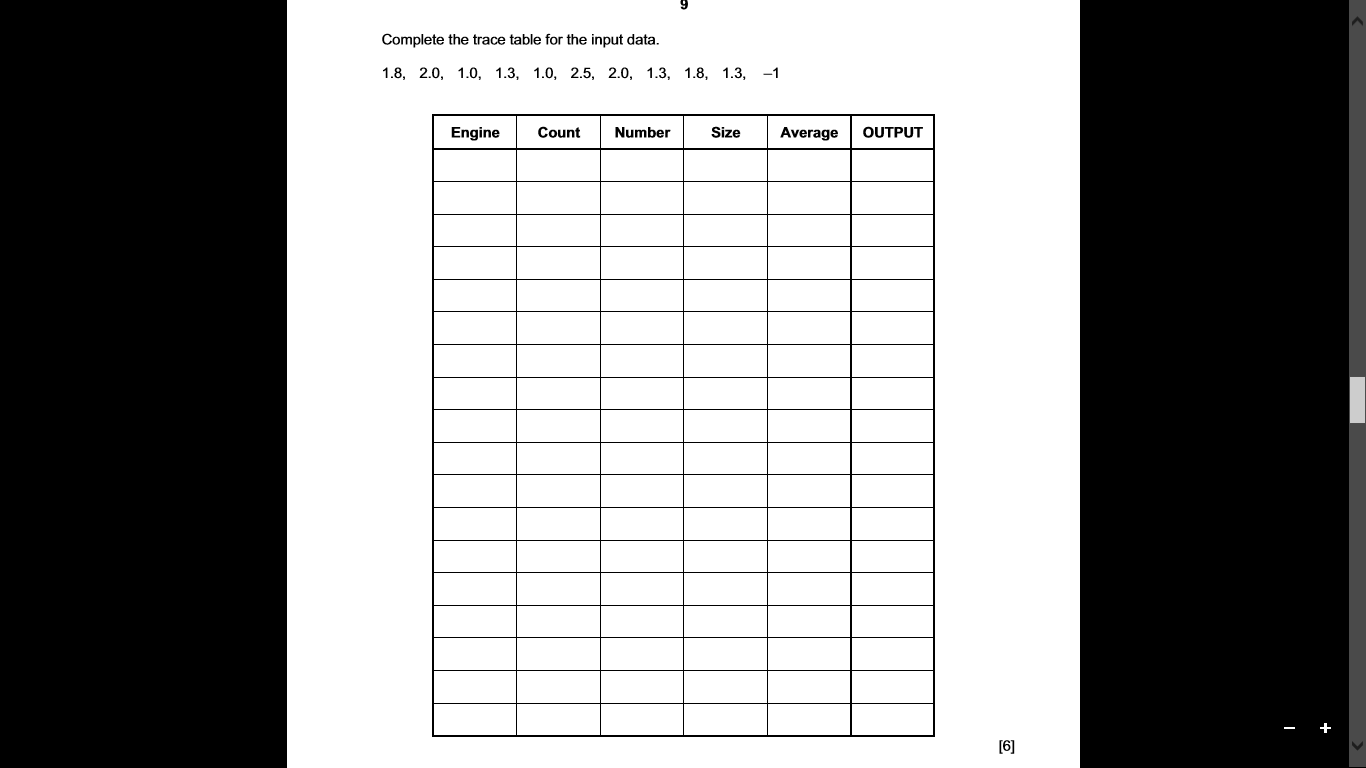 9
Complete the trace table for the input data.
1.8, 2.0, 1.0, 1.3, 1.0, 2.5, 2.0, 1.3, 1.8, 1.3, –1
Engine Count Number Size Average OUTPUT
[6]
– +